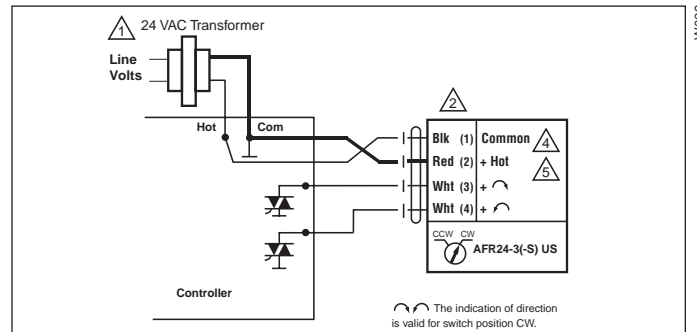 1 24 VAC Transformer
Line
Volts
Hot Com
2
Blk (1) Common 4
Red (2) + Hot
5
Wht (3) +
Wht (4) +
CCW CW
AFR24-3(-S) US
Controller
The indication of direction
is valid for switch position CW.